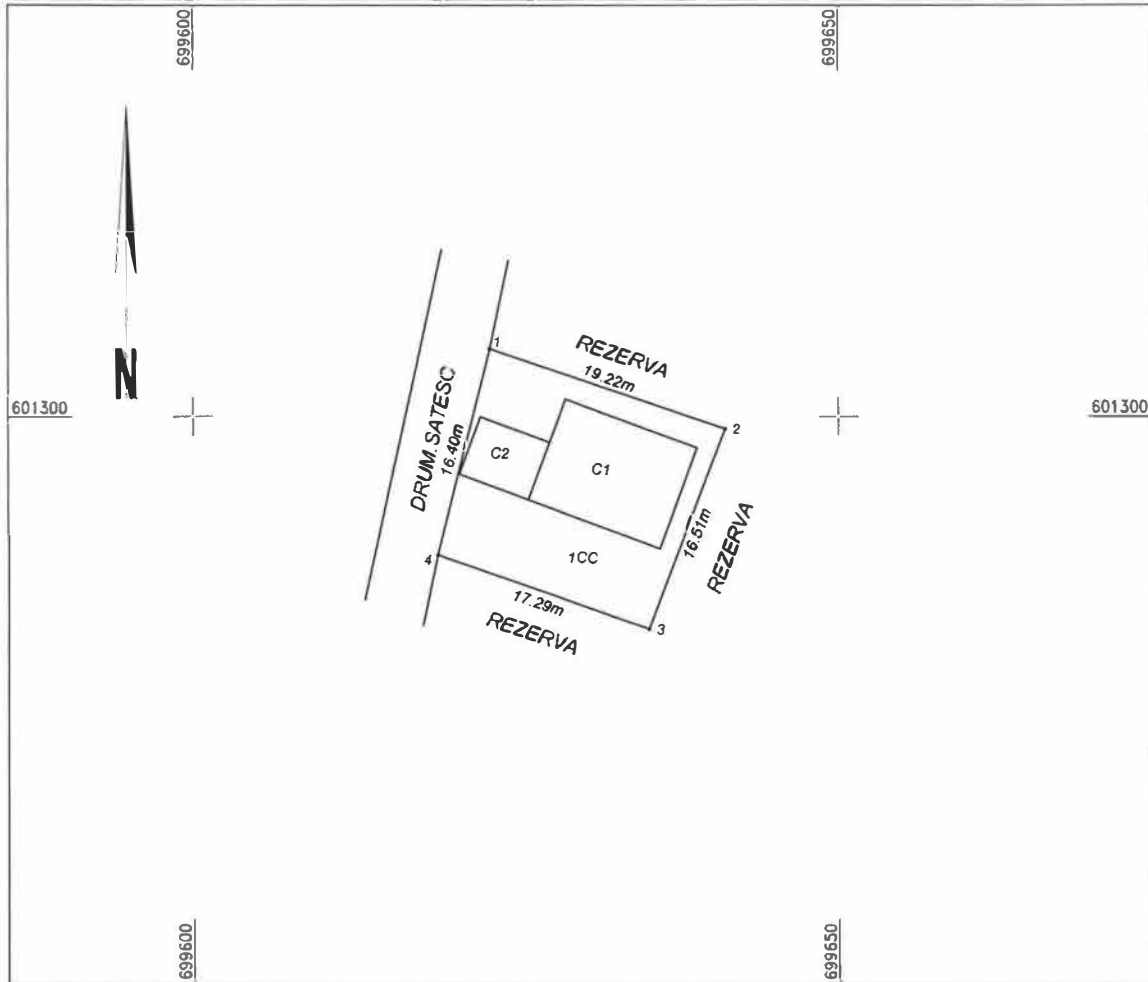 699600
699650
N
601300
601300
1
REZERVA
19.22m
2
DRUM SATESC
16.40m
C2
C1
16.51m
REZERVA
1CC
4
17.29m
REZERVA
3
699600
699650